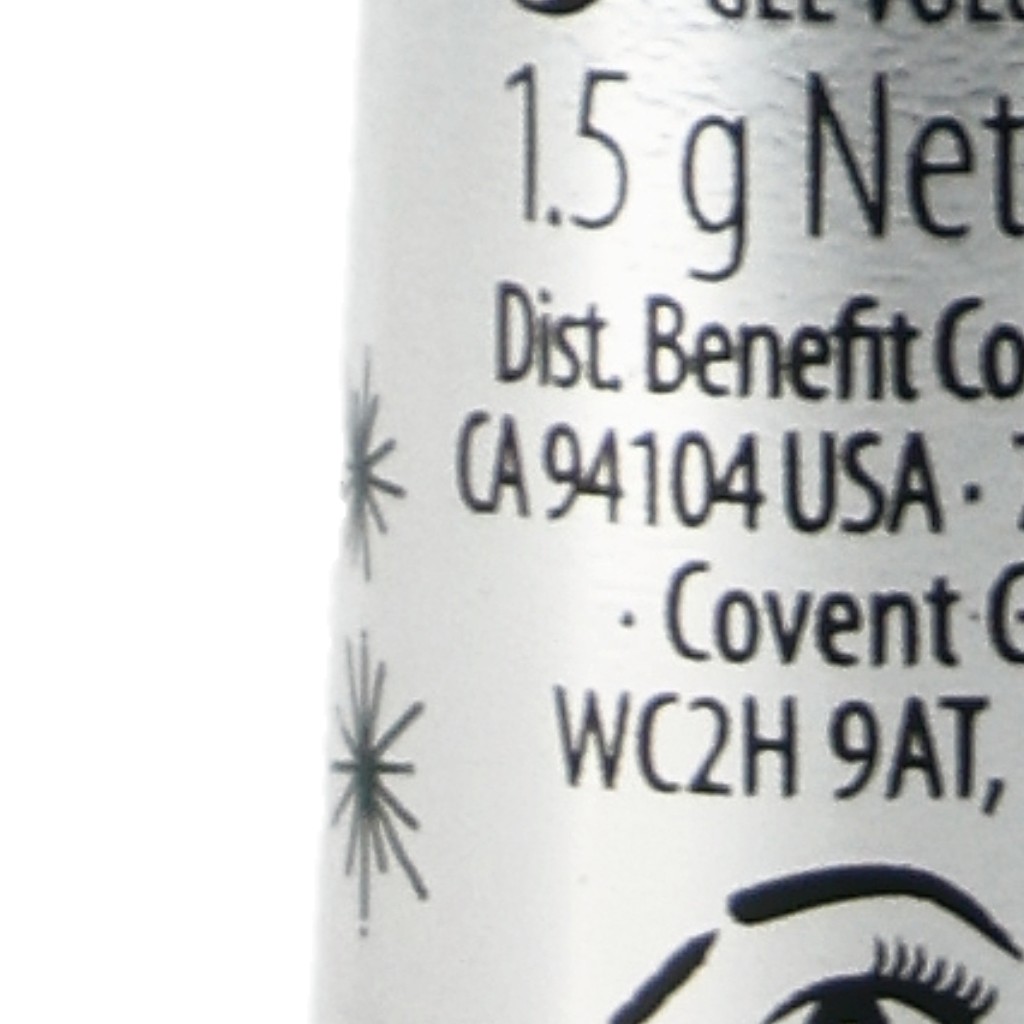 1.5 g Net
Dist. Benefit Co
CA 94104 USA ·
· Covent G
WC2H 9AT,